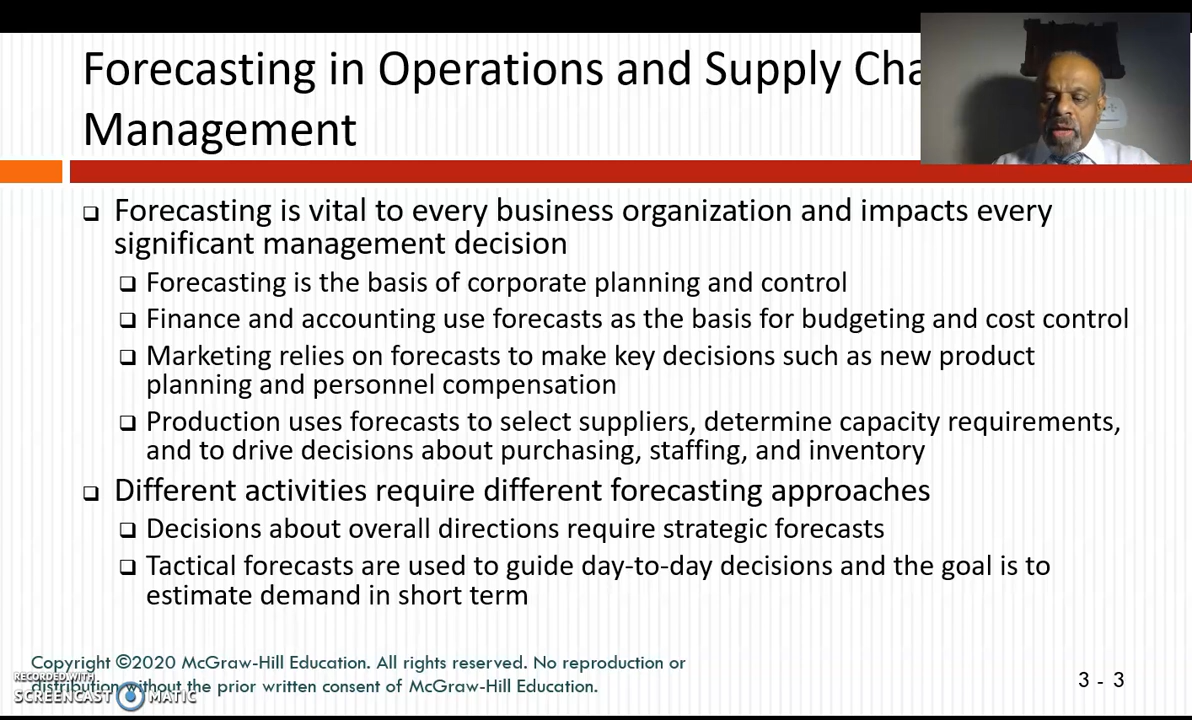 Forecasting in Operations and Supply Cha
Management
❑ Forecasting is vital to every business organization and impacts every
significant management decision
❑ Forecasting is the basis of corporate planning and control
❑ Finance and accounting use forecasts as the basis for budgeting and cost control
❑ Marketing relies on forecasts to make key decisions such as new product
planning and personnel compensation
❑ Production uses forecasts to select suppliers, determine capacity requirements,
and to drive decisions about purchasing, staffing, and inventory
❑ Different activities require different forecasting approaches
❑ Decisions about overall directions require strategic forecasts
❑ Tactical forecasts are used to guide day-to-day decisions and the goal is to
estimate demand in short term
Copyright ©2020 McGraw-Hill Education. All rights reserved. No reproduction or
distribution without the prior written consent of McGraw-Hill Education.
3 - 3
RECORDED WITH
SCREENCAST MATIC